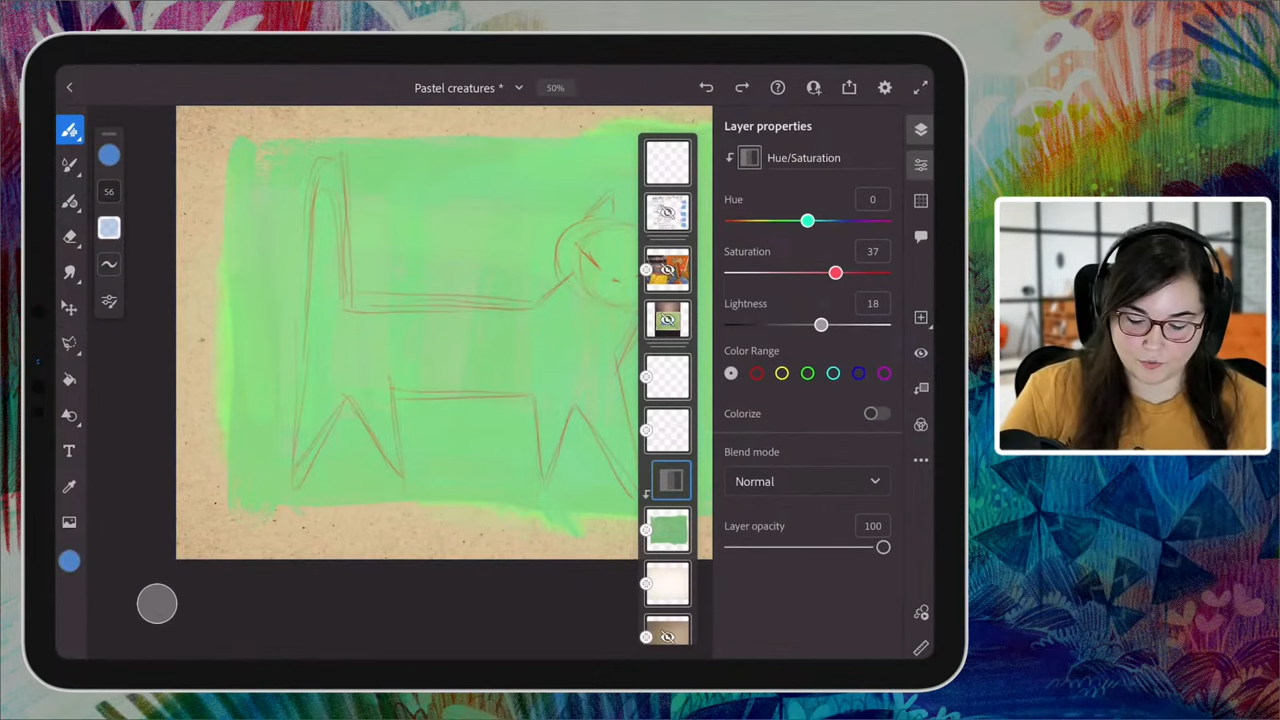 Pastel creatures *
50%
56
Layer properties
Hue/Saturation
Hue
0
Saturation
37
Lightness
18
Color Range
Colorize
Blend mode
Normal
Layer opacity
100
T